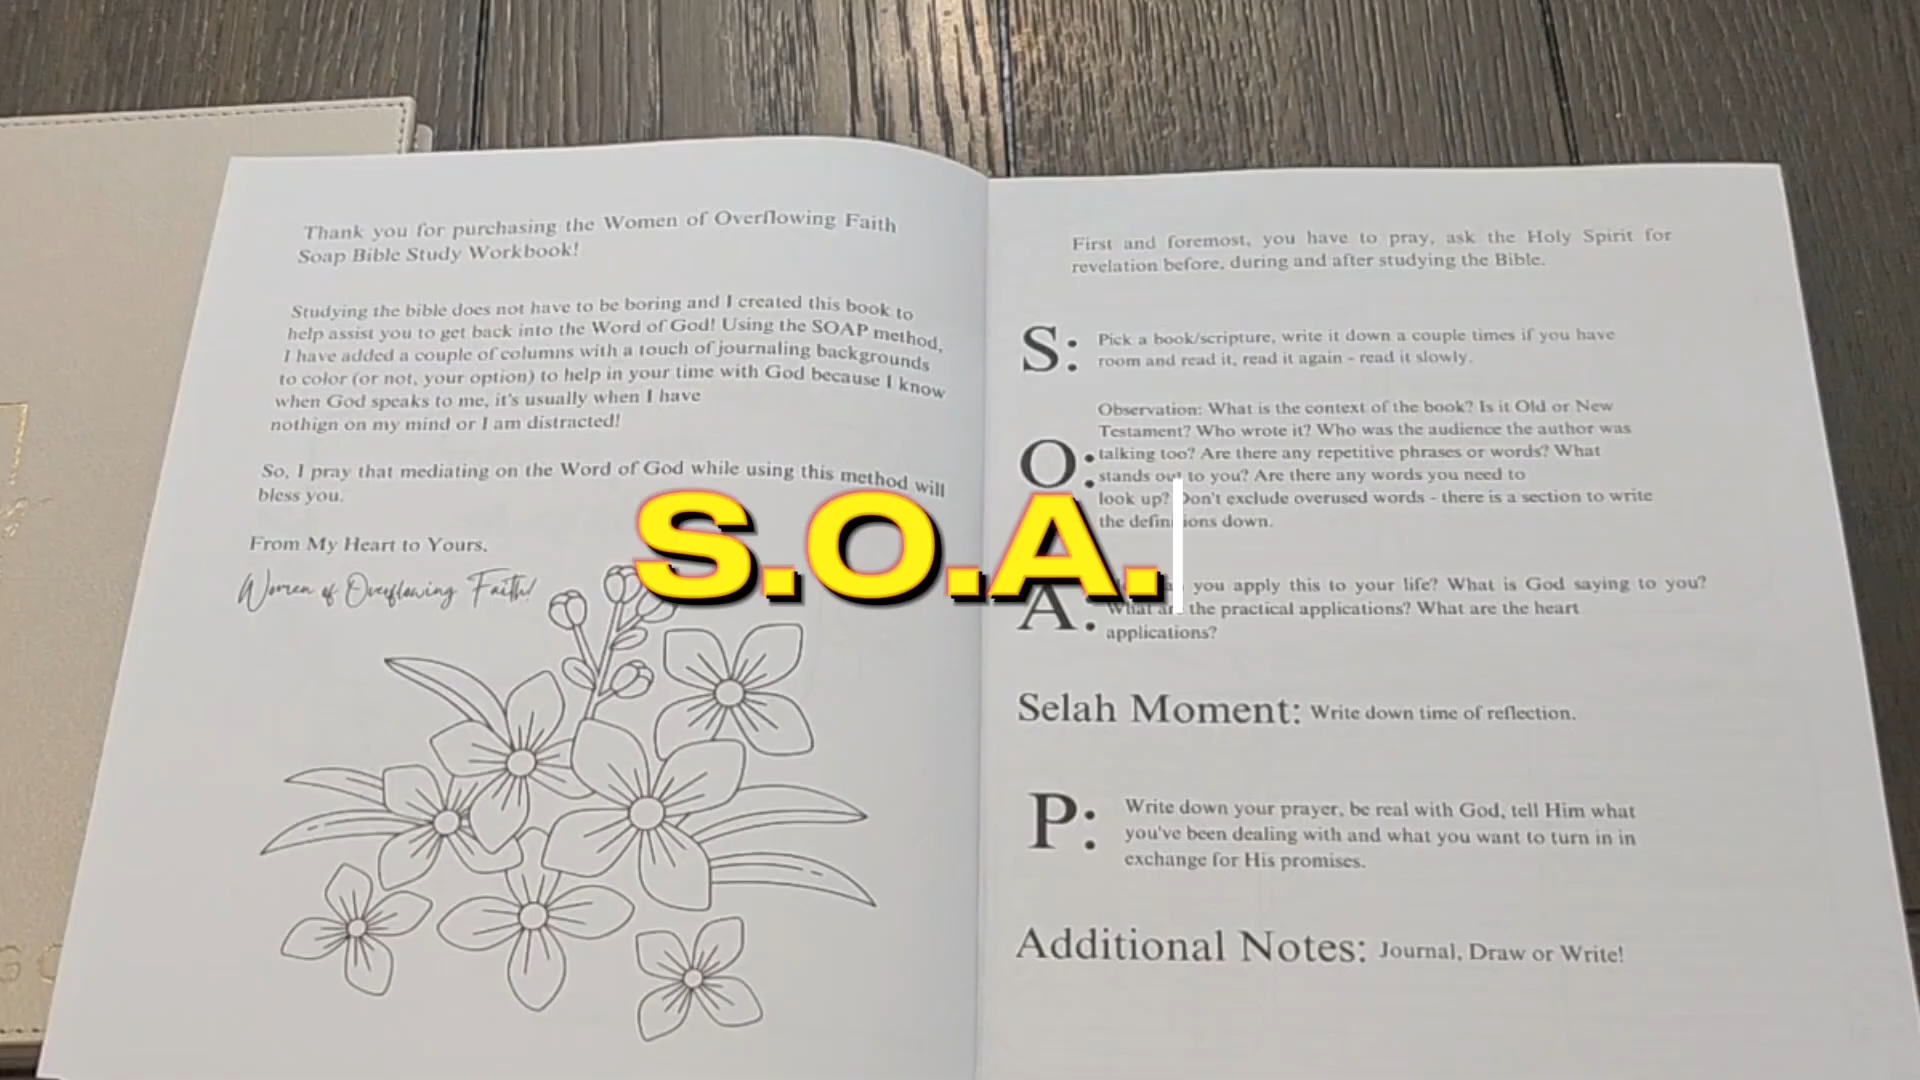 Thank you for purchasing the Women of Overflowing Faith
Soap Bible Study Workbook!
Studying the bible does not have to be boring and I created this book to
help assist you to get back into the Word of God! Using the SOAP method,
I have added a couple of columns with a touch of journaling backgrounds
to color (or not, your option) to help in your time with God because I know
when God speaks to me, it's usually when I have
nothign on my mind or I am distracted!
So, I pray that mediating on the Word of God while using this method will
bless you.
From My Heart to Yours,
Women of Overflowing Faith!
First and foremost, you have to pray, ask the Holy Spirit for
revelation before, during and after studying the Bible.
S: Pick a book/scripture, write it down a couple times if you have
room and read it, read it again - read it slowly.
Observation: What is the context of the book? Is it Old or New
Testament? Who wrote it? Who was the audience the author was
O: talking too? Are there any repetitive phrases or words? What
stands out to you? Are there any words you need to
look up? Don't exclude overused words - there is a section to write
the definitions down.
S.O.A.
A: you apply this to your life? What is God saying to you?
What are the practical applications? What are the heart
applications?
Selah Moment: Write down time of reflection.
P: Write down your prayer, be real with God, tell Him what
you've been dealing with and what you want to turn in in
exchange for His promises.
Additional Notes: Journal, Draw or Write!